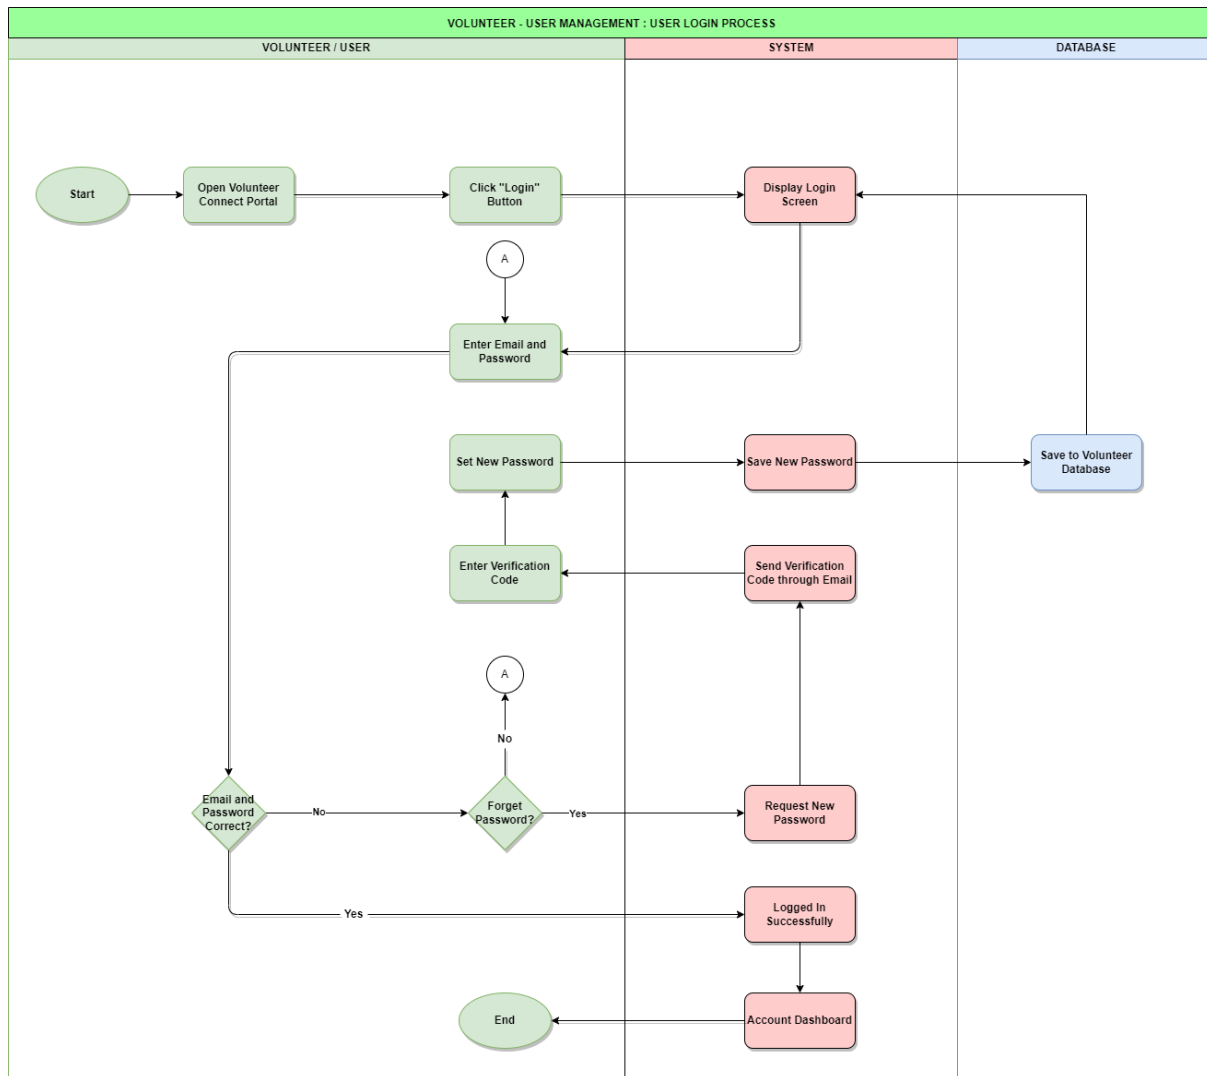 VOLUNTEER - USER MANAGEMENT : USER LOGIN PROCESS
VOLUNTEER / USER
SYSTEM
DATABASE
Start
Open Volunteer
Connect Portal
Click "Login"
Button
Display Login
Screen
A
Enter Email and
Password
Set New Password
Save New Password
Save to Volunteer
Database
Enter Verification
Code
Send Verification
Code through Email
A
No
Email and
Password
Correct?
No
Forget
Password?
Yes
Request New
Password
Yes
Logged In
Successfully
End
Account Dashboard